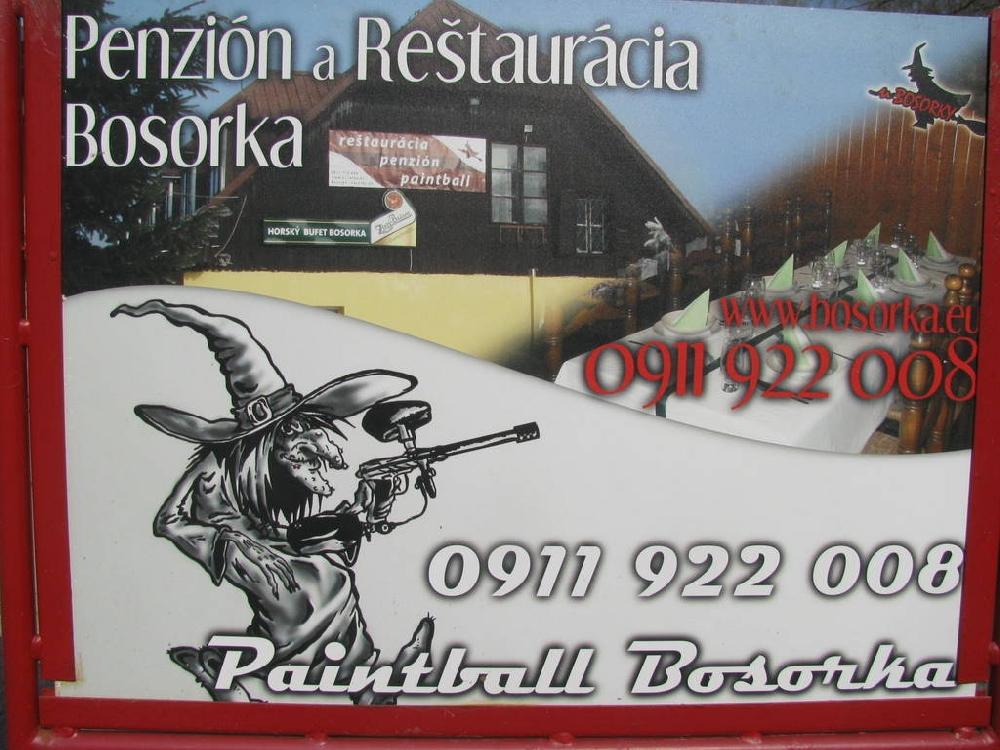 Penzión a Reštaurácia
Bosorka
u BOSORKY
reštaurácia
penzión
paintball
HORSKÝ BUFET BOSORKA
www.bosorka.eu
0911 922 008
0911 922 008
Paintball Bosorka